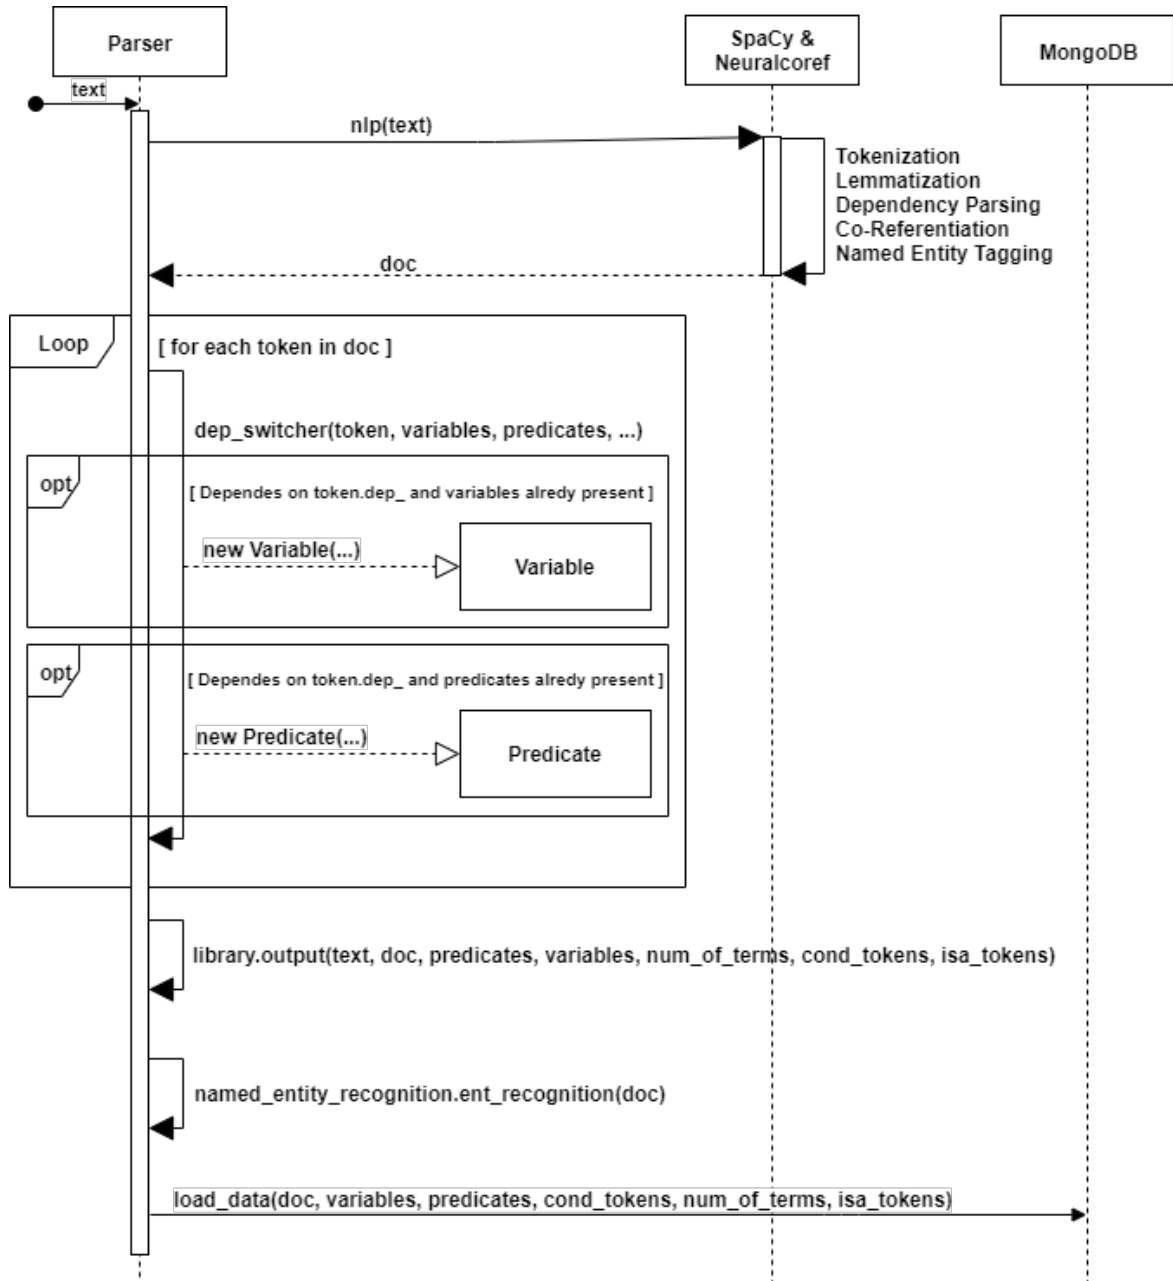 Parser
SpaCy &
Neuralcoref
MongoDB
text
nlp(text)
Tokenization
Lemmatization
Dependency Parsing
Co-Referentiation
Named Entity Tagging
doc
Loop
[ for each token in doc ]
dep_switcher(token, variables, predicates, ...)
opt
[ Dependes on token.dep_ and variables alredy present ]
new Variable(...)
Variable
opt
[ Dependes on token.dep_ and predicates alredy present ]
new Predicate(...)
Predicate
library.output(text, doc, predicates, variables, num_of_terms, cond_tokens, isa_tokens)
named_entity_recognition.ent_recognition(doc)
load_data(doc, variables, predicates, cond_tokens, num_of_terms, isa_tokens)